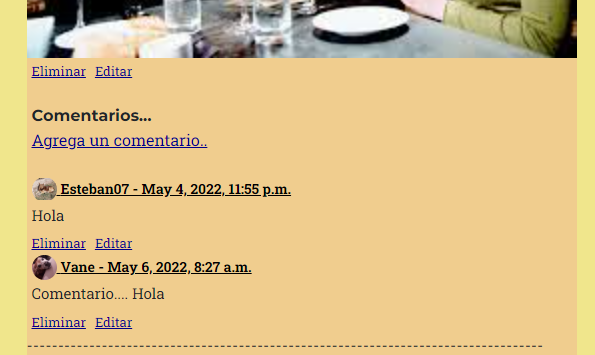 Eliminar Editar
Comentarios...
Agrega un comentario..
Esteban07 - May 4, 2022, 11:55 p.m.
Hola
Eliminar Editar
Vane - May 6, 2022, 8:27 a.m.
Comentario.... Hola
Eliminar Editar
--------------------------------------------------------------------------------